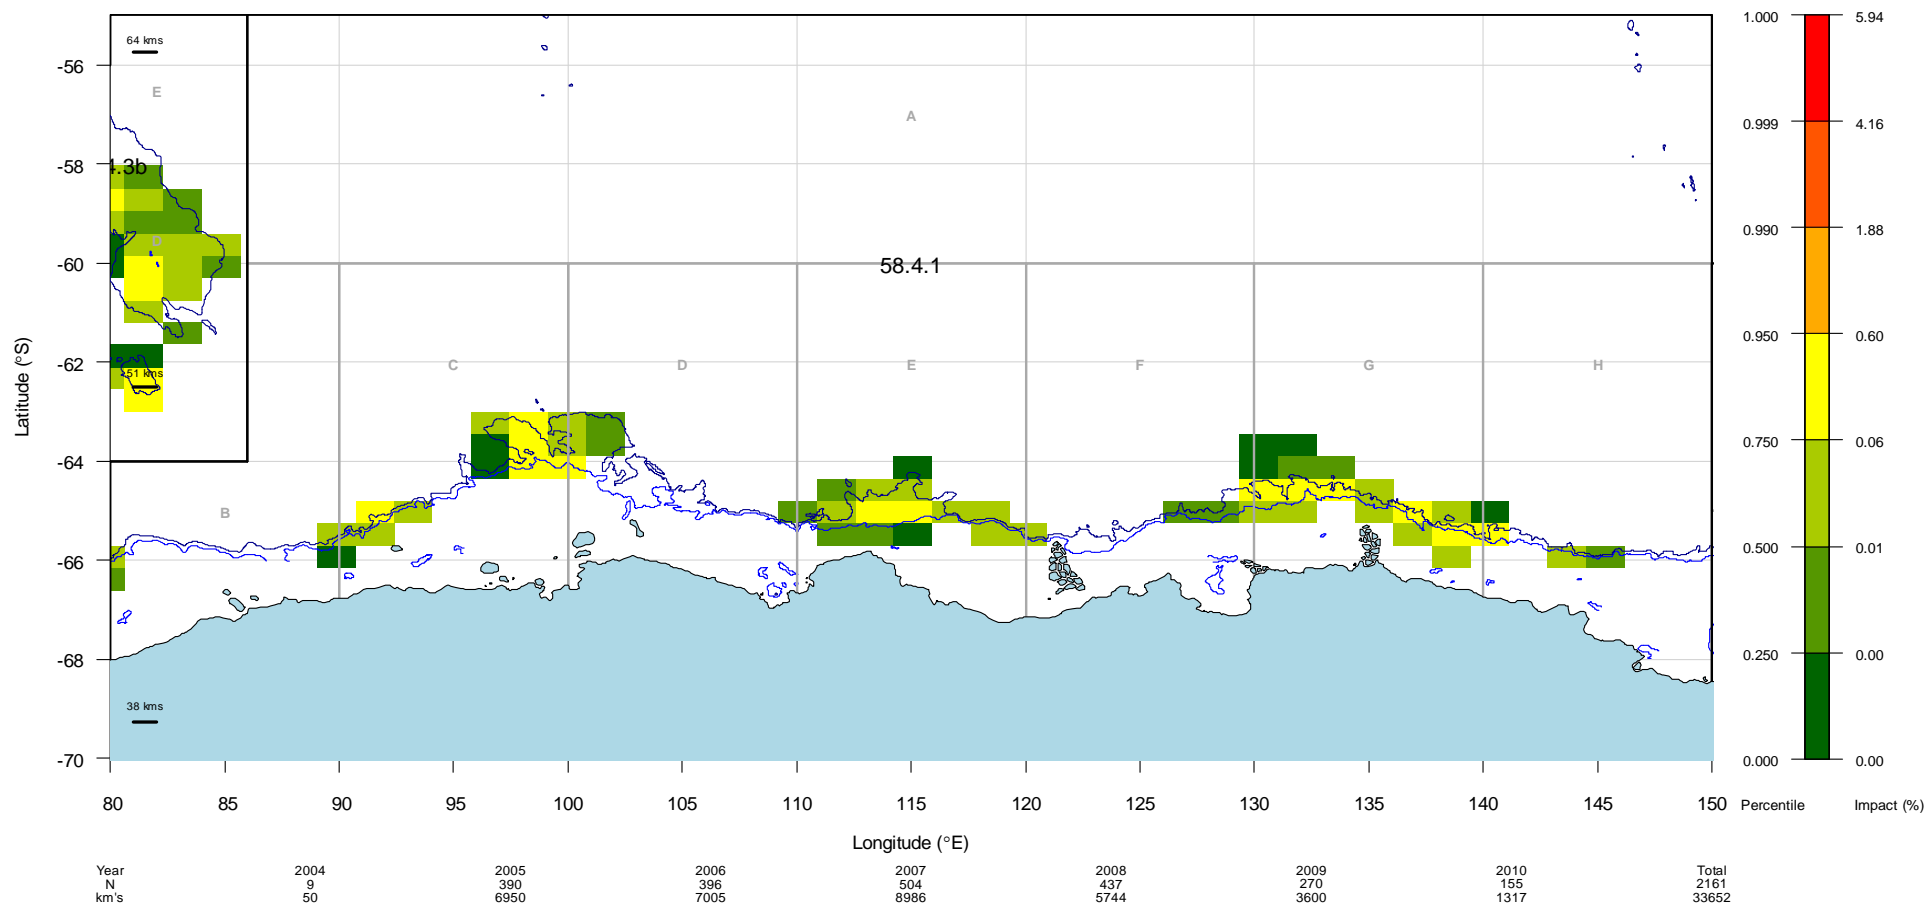 64 kms
E
A
4.3b
D
58.4.1
51 kms
C
D
E
F
G
H
B
38 kms
-56
-58
-60
-62
-64
-66
-68
-70
Latitude (°S)
80 85 90 95 100 105 110 115 120 125 130 135 140 145 150
Longitude (°E)
1.000 5.94
0.999 4.16
0.990 1.88
0.950 0.60
0.750 0.06
0.500 0.01
0.250 0.00
0.000 0.00
Percentile Impact (%)
Year 2004 2005 2006 2007 2008 2009 2010 Total
N 9 390 396 504 437 270 155 2161
km's 50 6950 7005 8986 5744 3600 1317 33652